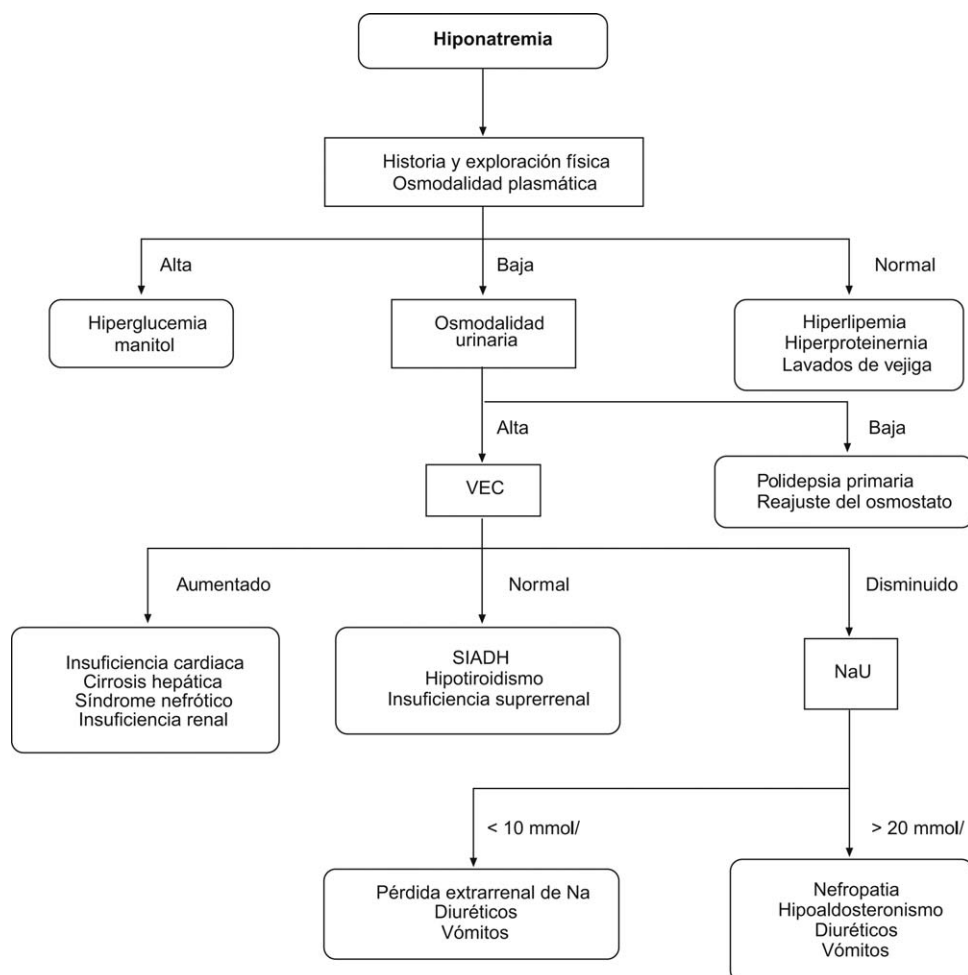 Hiponatremia
Historia y exploración física
Osmodalidad plasmática
Alta
Baja
Normal
Hiperglucemia
manitol
Osmodalidad
urinaria
Hiperlipemia
Hiperproteinernia
Lavados de vejiga
Alta
Baja
VEC
Polidepsia primaria
Reajuste del osmostato
Aumentado
Normal
Disminuido
Insuficiencia cardiaca
Cirrosis hepática
Síndrome nefrótico
Insuficiencia renal
SIADH
Hipotiroidismo
Insuficiencia suprerrenal
NaU
< 10 mmol/
> 20 mmol/
Pérdida extrarrenal de Na
Diuréticos
Vómitos
Nefropatia
Hipoaldosteronismo
Diuréticos
Vómitos